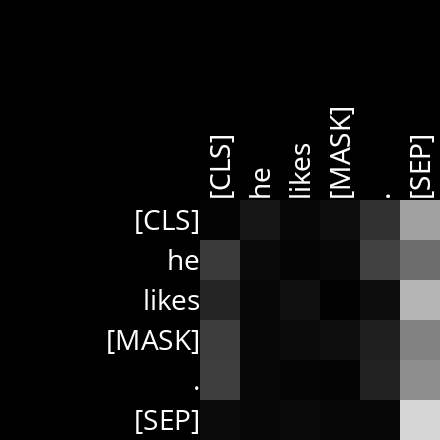 [CLS] he likes [MASK] . [SEP]
[CLS]
he
likes
[MASK]
.
[SEP]